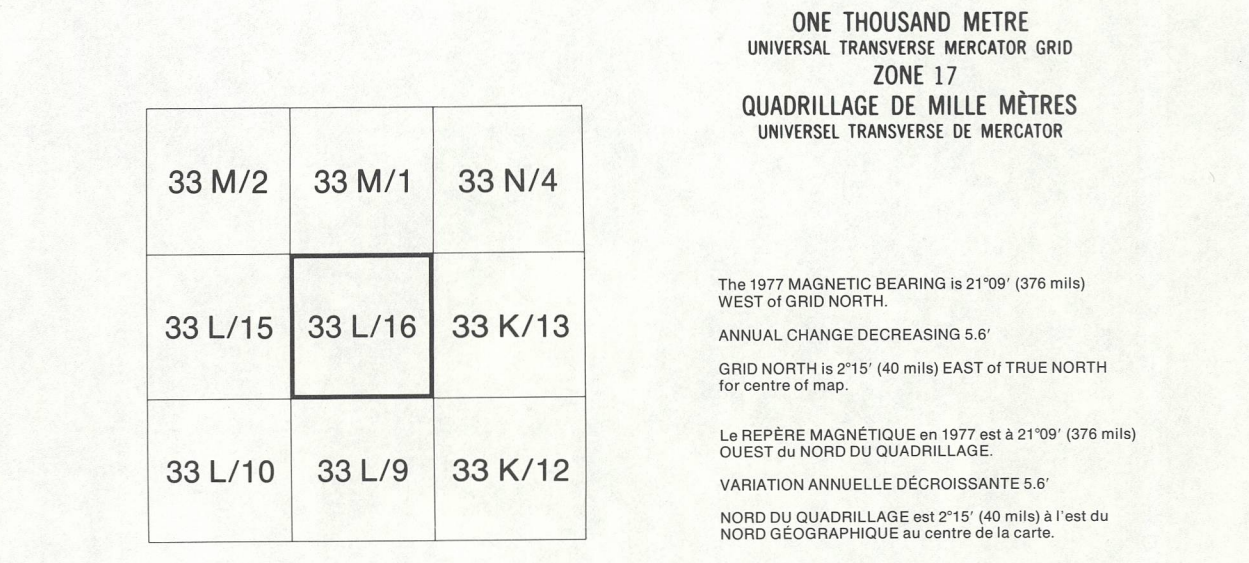 ONE THOUSAND METRE
UNIVERSAL TRANSVERSE MERCATOR GRID
ZONE 17
QUADRILLAGE DE MILLE MÈTRES
UNIVERSEL TRANSVERSE DE MERCATOR
33 M/2 33 M/1 33 N/4
33 L/15 33 L/16 33 K/13
33 L/10 33 L/9 33 K/12
The 1977 MAGNETIC BEARING is 21°09′ (376 mils)
WEST of GRID NORTH.
ANNUAL CHANGE DECREASING 5.6′
GRID NORTH is 2°15′ (40 mils) EAST of TRUE NORTH
for centre of map.
Le REPÈRE MAGNÉTIQUE en 1977 est à 21°09′ (376 mils)
OUEST du NORD DU QUADRILLAGE.
VARIATION ANNUELLE DÉCROISSANTE 5.6′
NORD DU QUADRILLAGE est 2°15′ (40 mils) à l'est du
NORD GÉOGRAPHIQUE au centre de la carte.